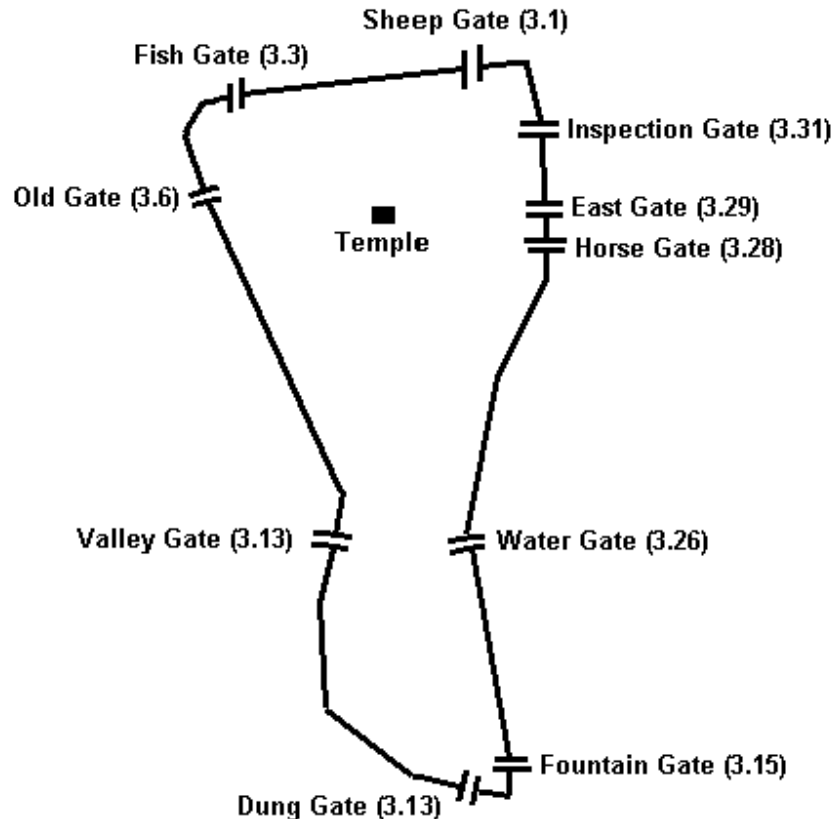 Sheep Gate (3.1)
Fish Gate (3.3)
Inspection Gate (3.31)
Old Gate (3.6)
East Gate (3.29)
Temple
Horse Gate (3.28)
Valley Gate (3.13)
Water Gate (3.26)
Fountain Gate (3.15)
Dung Gate (3.13)